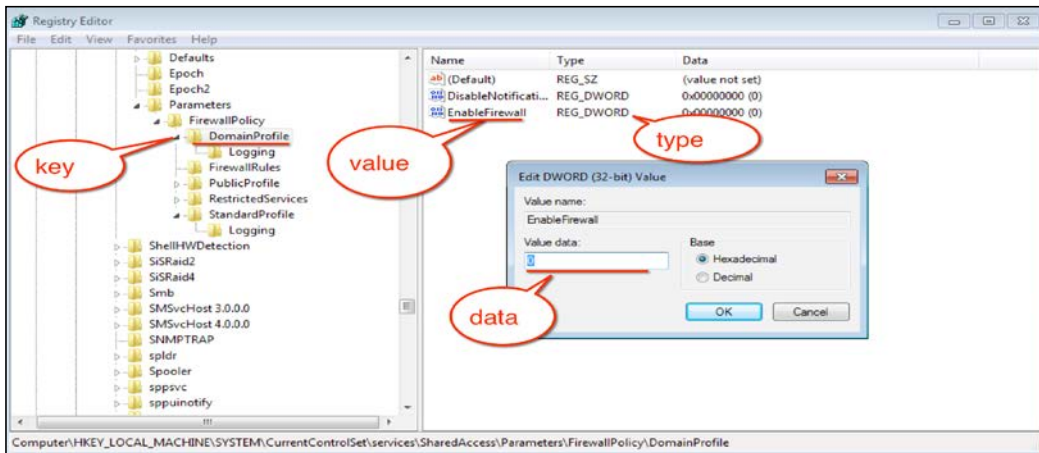 Registry Editor
File Edit View Favorites Help
Defaults
Epoch
Epoch2
Parameters
FirewallPolicy
DomainProfile
Logging
FirewallRules
PublicProfile
RestrictedServices
StandardProfile
Logging
ShellHWDetection
SiSRaid2
SiSRaid4
Smb
SMSvcHost 3.0.0.0
SMSvcHost 4.0.0.0
SNMPTRAP
spldr
Spooler
sppsvc
sppuinotify
key
Name Type Data
(Default) REG_SZ (value not set)
DisableNotificati... REG_DWORD 0x00000000 (0)
EnableFirewall REG_DWORD 0x00000000 (0)
value
type
Edit DWORD (32-bit) Value
Value name:
EnableFirewall
Value data: Base
0 Hexadecimal
Decimal
OK Cancel
data
Computer\HKEY_LOCAL_MACHINE\SYSTEM\CurrentControlSet\services\SharedAccess\Parameters\FirewallPolicy\DomainProfile